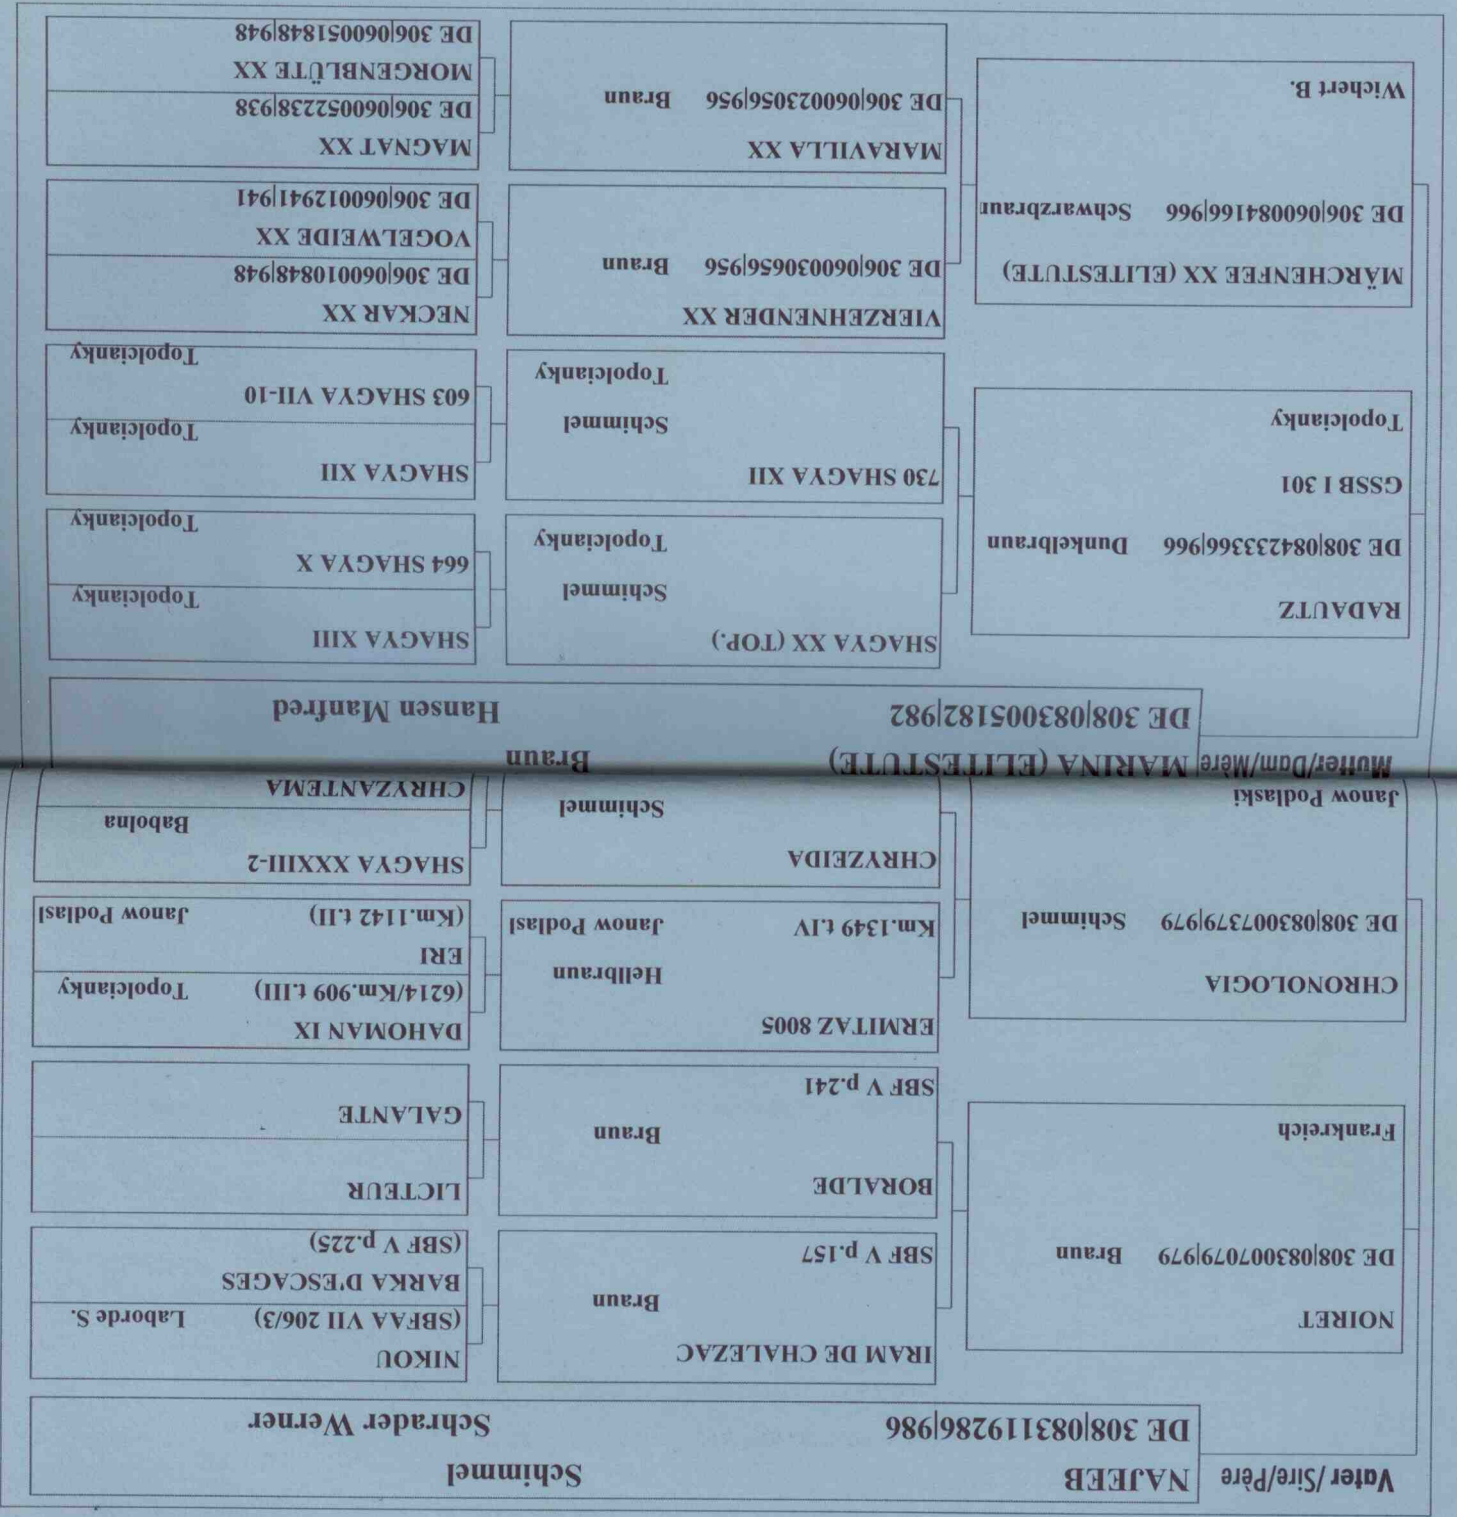 Vater/Sire/Père NAJEEB Schimmel
DE 308|083119286|986 Schrader Werner
NOIRET
DE 308|083007079|979 Braun
Frankreich
IRAM DE CHALEZAC
Braun
SBF V p.157
NIKOU
(SBFAA VII 206/3) Laborde S.
BARKA D'ESCAGES
(SBF V p.225)
BORALDE
Braun
SBF V p.241
LICTEUR
GALANTE
CHRONOLOGIA
DE 308|083007379|979 Schimmel
Janow Podlaski
ERMITAZ 8005
Hellbraun
Km.1349 t.IV Janow Podlasl
DAHOMAN IX
(6214/Km.909 t.III) Topolcianky
ERI
(Km.1142 t.II) Janow Podlasl
CHRYZEIDA
Schimmel
SHAGYA XXXIII-2
Babolna
CHRYZANTEMA
Mutter/Dam/Mère MARINA (ELITESTUTE) Braun
DE 308|083005182|982 Hansen Manfred
RADAUTZ
DE 308|084233366|966 Dunkelbraun
GSSB I 301
Topolcianky
SHAGYA XX (TOP.)
Schimmel
Topolcianky
SHAGYA XIII
Topolcianky
664 SHAGYA X
Topolcianky
730 SHAGYA XII
Schimmel
Topolcianky
SHAGYA XII
Topolcianky
603 SHAGYA VII-10
Topolcianky
MÄRCHENFEE XX (ELITESTUTE)
DE 306|060084166|966 Schwarzbraun
Wichert B.
VIERZEHNENDER XX
DE 306|060030656|956 Braun
NECKAR XX
DE 306|060010848|948
VOGELWEIDE XX
DE 306|060012941|941
MARAVILLA XX
DE 306|060023056|956 Braun
MAGNAT XX
DE 306|060052238|938
MORGENBLÜTE XX
DE 306|060051848|948